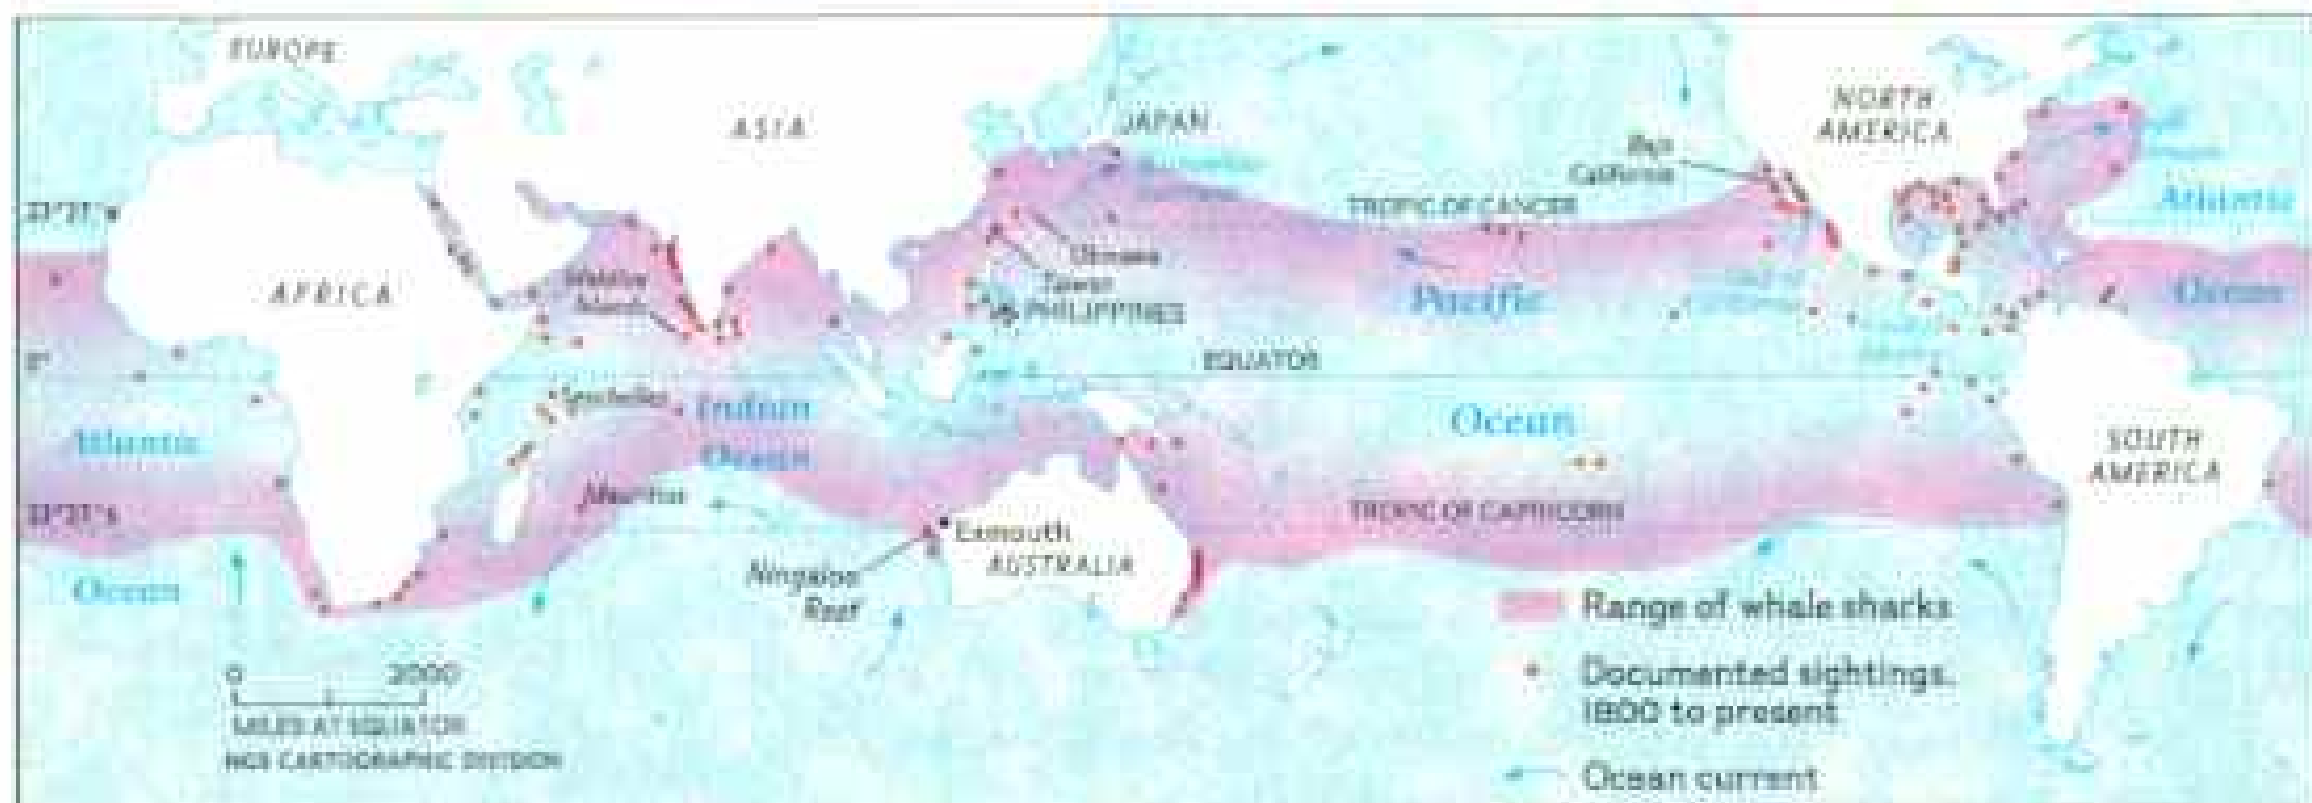 EUROPE
ASIA
JAPAN
NORTH
AMERICA
Baja
California
TROPIC OF CANCER
Atlantic
Okinawa
Taiwan
AFRICA
Maldive
Islands
PHILIPPINES
Pacific
Ocean
0°
EQUATOR
Seychelles
Indian
Ocean
Atlantic
Ocean
SOUTH
AMERICA
Mauritius
TROPIC OF CAPRICORN
Exmouth
AUSTRALIA
Ningaloo
Reef
Ocean
Range of whale sharks
Documented sightings,
1800 to present
Ocean current
0 2000
MILES AT EQUATOR
NGS CARTOGRAPHIC DIVISION